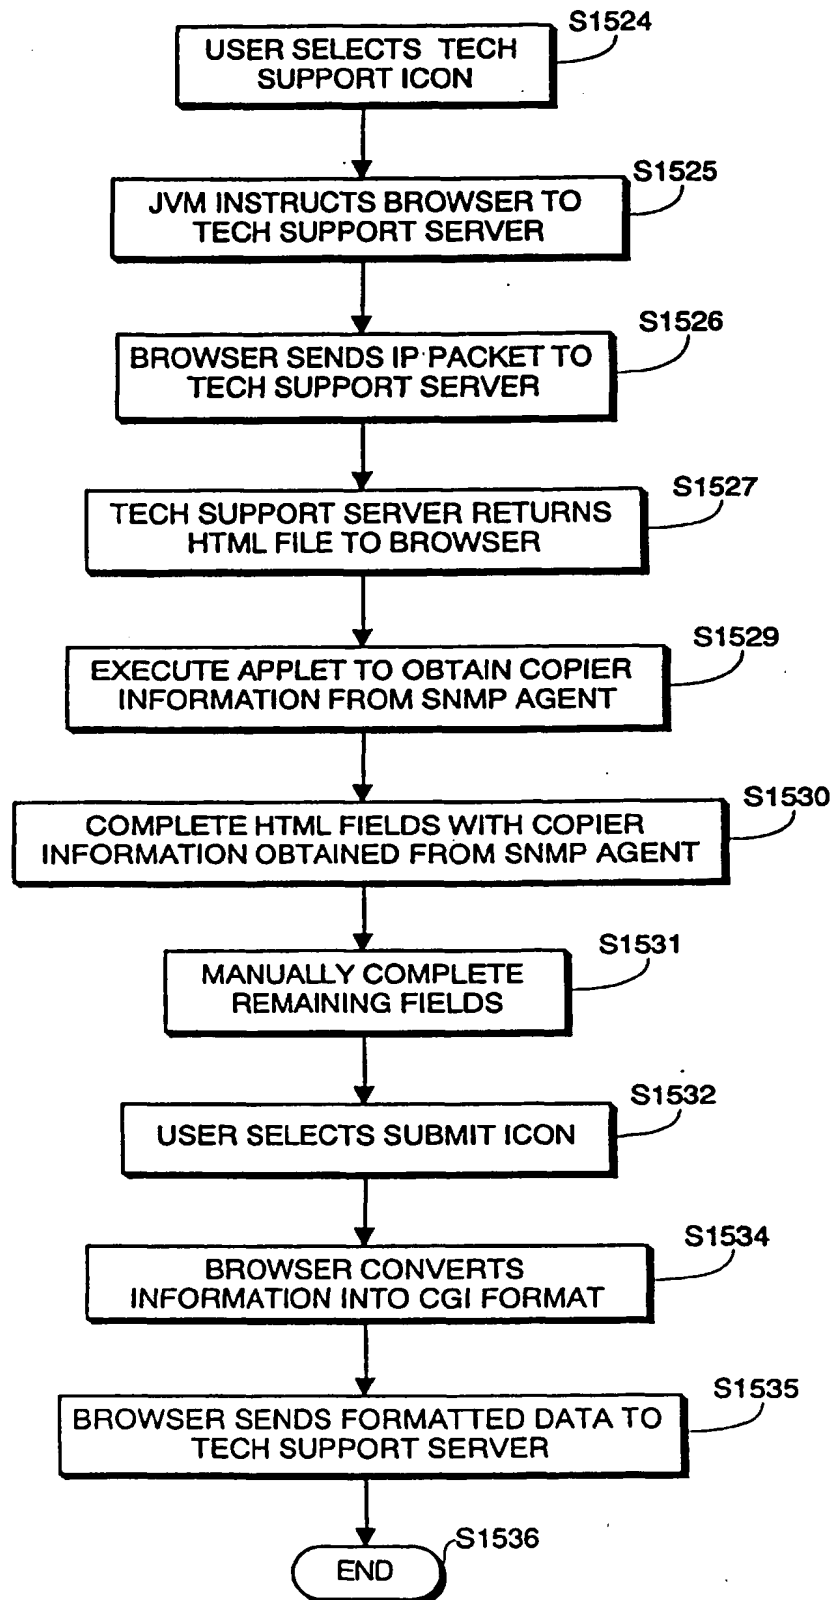 S1524
USER SELECTS TECH
SUPPORT ICON
S1525
JVM INSTRUCTS BROWSER TO
TECH SUPPORT SERVER
S1526
BROWSER SENDS IP PACKET TO
TECH SUPPORT SERVER
S1527
TECH SUPPORT SERVER RETURNS
HTML FILE TO BROWSER
S1529
EXECUTE APPLET TO OBTAIN COPIER
INFORMATION FROM SNMP AGENT
S1530
COMPLETE HTML FIELDS WITH COPIER
INFORMATION OBTAINED FROM SNMP AGENT
S1531
MANUALLY COMPLETE
REMAINING FIELDS
S1532
USER SELECTS SUBMIT ICON
S1534
BROWSER CONVERTS
INFORMATION INTO CGI FORMAT
S1535
BROWSER SENDS FORMATTED DATA TO
TECH SUPPORT SERVER
S1536
END